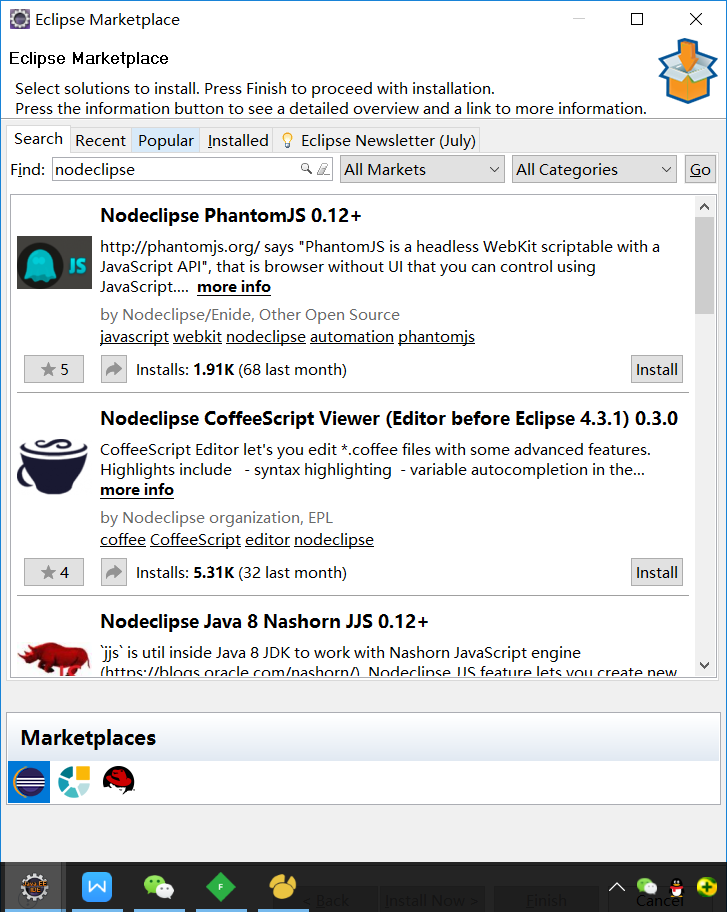 Eclipse Marketplace
Eclipse Marketplace
Select solutions to install. Press Finish to proceed with installation.
Press the information button to see a detailed overview and a link to more information.
Search Recent Popular Installed Eclipse Newsletter (July)
Find: nodeclipse All Markets All Categories Go
Nodeclipse PhantomJS 0.12+
JS
http://phantomjs.org/ says "PhantomJS is a headless WebKit scriptable with a
JavaScript API", that is browser without UI that you can control using
JavaScript.... more info
by Nodeclipse/Enide, Other Open Source
javascript webkit nodeclipse automation phantomjs
5 Installs: 1.91K (68 last month) Install
Nodeclipse CoffeeScript Viewer (Editor before Eclipse 4.3.1) 0.3.0
CoffeeScript Editor let's you edit *.coffee files with some advanced features.
Highlights include - syntax highlighting - variable autocompletion in the...
more info
by Nodeclipse organization, EPL
coffee CoffeeScript editor nodeclipse
4 Installs: 5.31K (32 last month) Install
Nodeclipse Java 8 Nashorn JJS 0.12+
`jjs` is util inside Java 8 JDK to work with Nashorn JavaScript engine
(https://blogs.oracle.com/nashorn/). Nodeclipse JJS feature lets you create new
Marketplaces
< Back Install Now > Finish Cancel